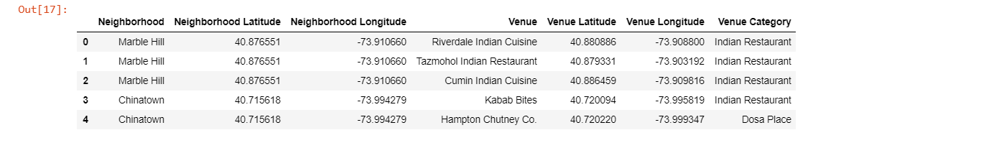 Out[17]:
Neighborhood Neighborhood Latitude Neighborhood Longitude Venue Venue Latitude Venue Longitude Venue Category
0 Marble Hill 40.876551 -73.910660 Riverdale Indian Cuisine 40.880886 -73.908800 Indian Restaurant
1 Marble Hill 40.876551 -73.910660 Tazmohol Indian Restaurant 40.879331 -73.903192 Indian Restaurant
2 Marble Hill 40.876551 -73.910660 Cumin Indian Cuisine 40.886459 -73.909816 Indian Restaurant
3 Chinatown 40.715618 -73.994279 Kabab Bites 40.720094 -73.995819 Indian Restaurant
4 Chinatown 40.715618 -73.994279 Hampton Chutney Co. 40.720220 -73.999347 Dosa Place